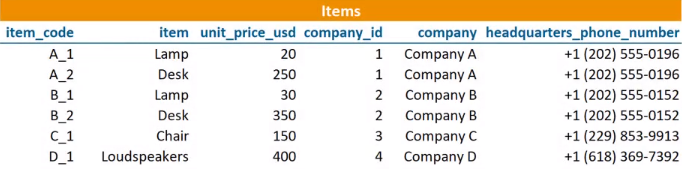 Items
item_code item unit_price_usd company_id company headquarters_phone_number
A_1 Lamp 20 1 Company A +1 (202) 555-0196
A_2 Desk 250 1 Company A +1 (202) 555-0196
B_1 Lamp 30 2 Company B +1 (202) 555-0152
B_2 Desk 350 2 Company B +1 (202) 555-0152
C_1 Chair 150 3 Company C +1 (229) 853-9913
D_1 Loudspeakers 400 4 Company D +1 (618) 369-7392